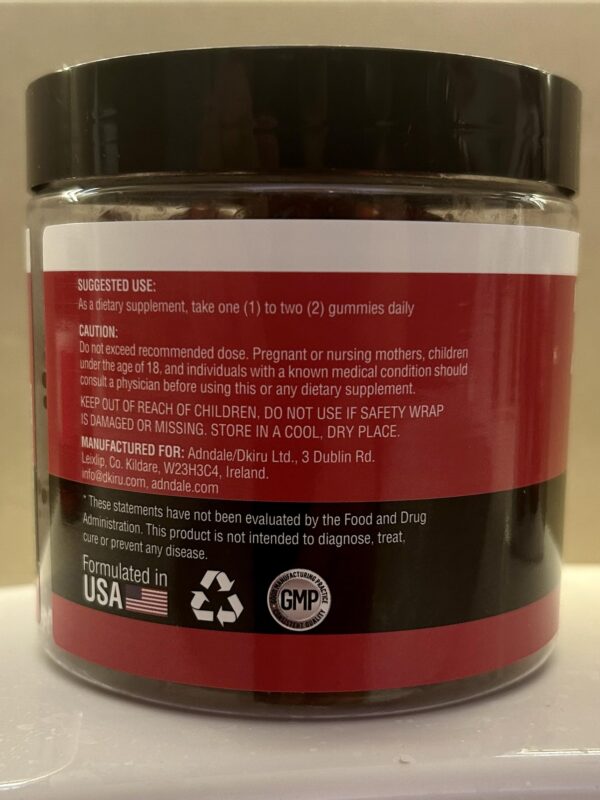 SUGGESTED USE:
As a dietary supplement, take one (1) to two (2) gummies daily
CAUTION:
Do not exceed recommended dose. Pregnant or nursing mothers, children
under the age of 18, and individuals with a known medical condition should
consult a physician before using this or any dietary supplement.
KEEP OUT OF REACH OF CHILDREN, DO NOT USE IF SAFETY WRAP
IS DAMAGED OR MISSING. STORE IN A COOL, DRY PLACE.
MANUFACTURED FOR: Adndale/Dkiru Ltd., 3 Dublin Rd.
Leixlip, Co. Kildare, W23H3C4, Ireland.
info@dkiru.com, adndale.com
* These statements have not been evaluated by the Food and Drug
Administration. This product is not intended to diagnose, treat,
cure or prevent any disease.
Formulated in
USA
GOOD MANUFACTURING PRACTICE
GMP
QUALITY